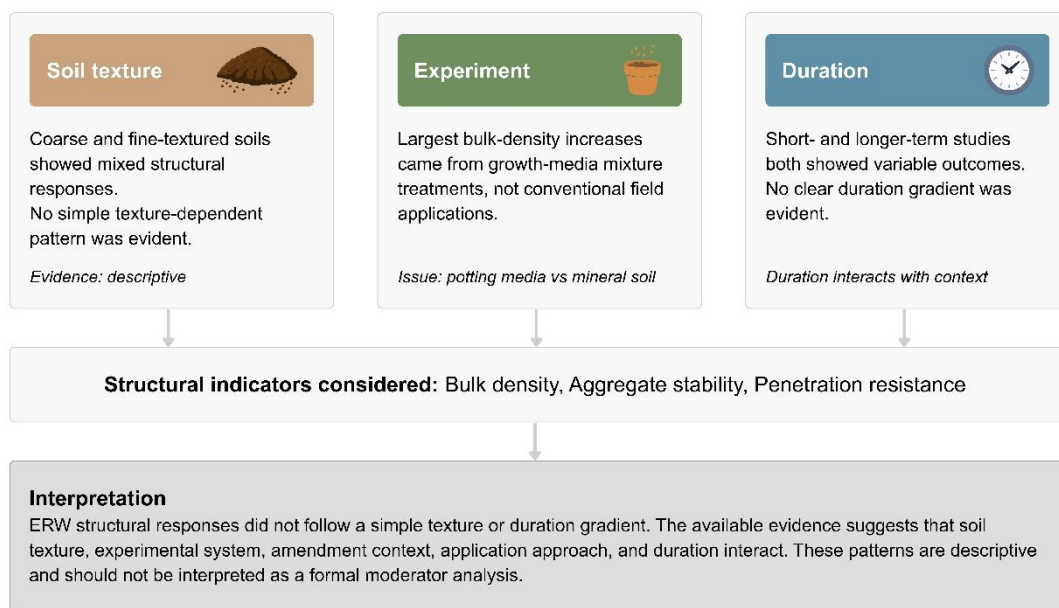 Soil texture
Coarse and fine-textured soils
showed mixed structural
responses.
No simple texture-dependent
pattern was evident.
Evidence: descriptive
Experiment
Largest bulk-density increases
came from growth-media mixture
treatments, not conventional field
applications.
Issue: potting media vs mineral soil
Duration
Short- and longer-term studies
both showed variable outcomes.
No clear duration gradient was
evident.
Duration interacts with context
Structural indicators considered: Bulk density, Aggregate stability, Penetration resistance
Interpretation
ERW structural responses did not follow a simple texture or duration gradient. The available evidence suggests that soil
texture, experimental system, amendment context, application approach, and duration interact. These patterns are descriptive
and should not be interpreted as a formal moderator analysis.